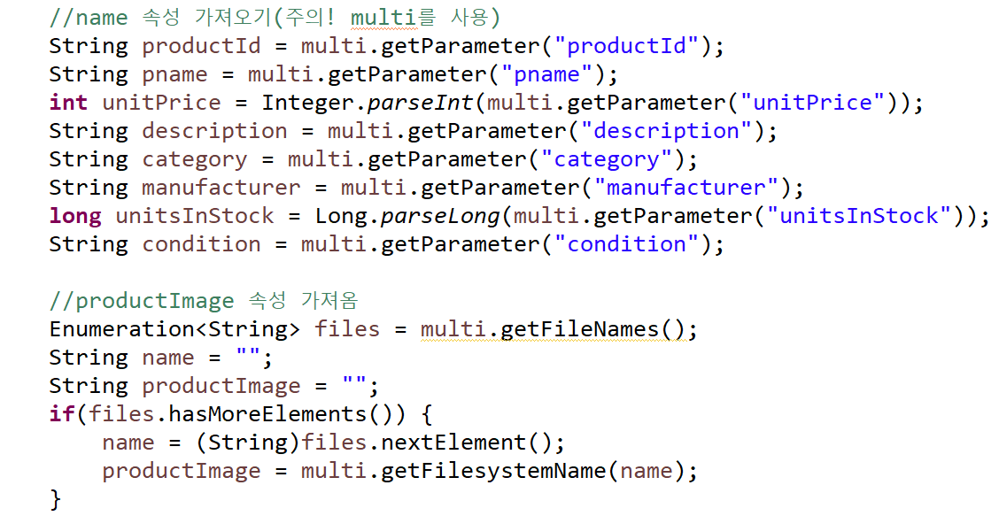 //name 속성 가져오기(주의! multi를 사용)
String productId = multi.getParameter("productId");
String pname = multi.getParameter("pname");
int unitPrice = Integer.parseInt(multi.getParameter("unitPrice"));
String description = multi.getParameter("description");
String category = multi.getParameter("category");
String manufacturer = multi.getParameter("manufacturer");
long unitsInStock = Long.parseLong(multi.getParameter("unitsInStock"));
String condition = multi.getParameter("condition");
//productImage 속성 가져옴
Enumeration<String> files = multi.getFileNames();
String name = "";
String productImage = "";
if(files.hasMoreElements()) {
    name = (String)files.nextElement();
    productImage = multi.getFilesystemName(name);
}